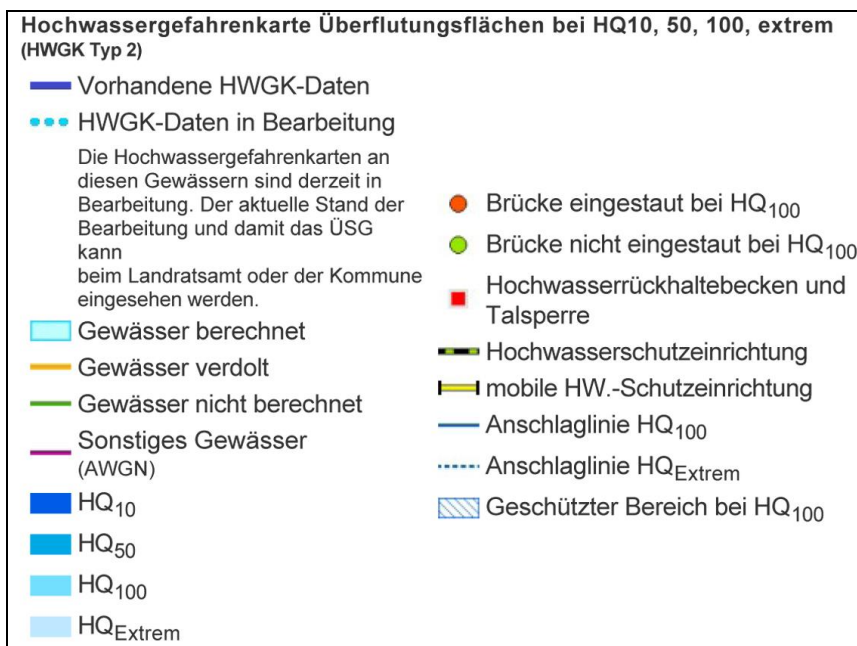 Hochwassergefahrenkarte Überflutungsflächen bei HQ10, 50, 100, extrem
(HWGK Typ 2)
Vorhandene HWGK-Daten
HWGK-Daten in Bearbeitung
Die Hochwassergefahrenkarten an
diesen Gewässern sind derzeit in
Bearbeitung. Der aktuelle Stand der
Bearbeitung und damit das ÜSG
kann
beim Landratsamt oder der Kommune
eingesehen werden.
Gewässer berechnet
Gewässer verdolt
Gewässer nicht berechnet
Sonstiges Gewässer
(AWGN)
HQ10
HQ50
HQ100
HQExtrem
Brücke eingestaut bei HQ100
Brücke nicht eingestaut bei HQ100
Hochwasserrückhaltebecken und
Talsperre
Hochwasserschutzeinrichtung
mobile HW.-Schutzeinrichtung
Anschlaglinie HQ100
Anschlaglinie HQExtrem
Geschützter Bereich bei HQ100